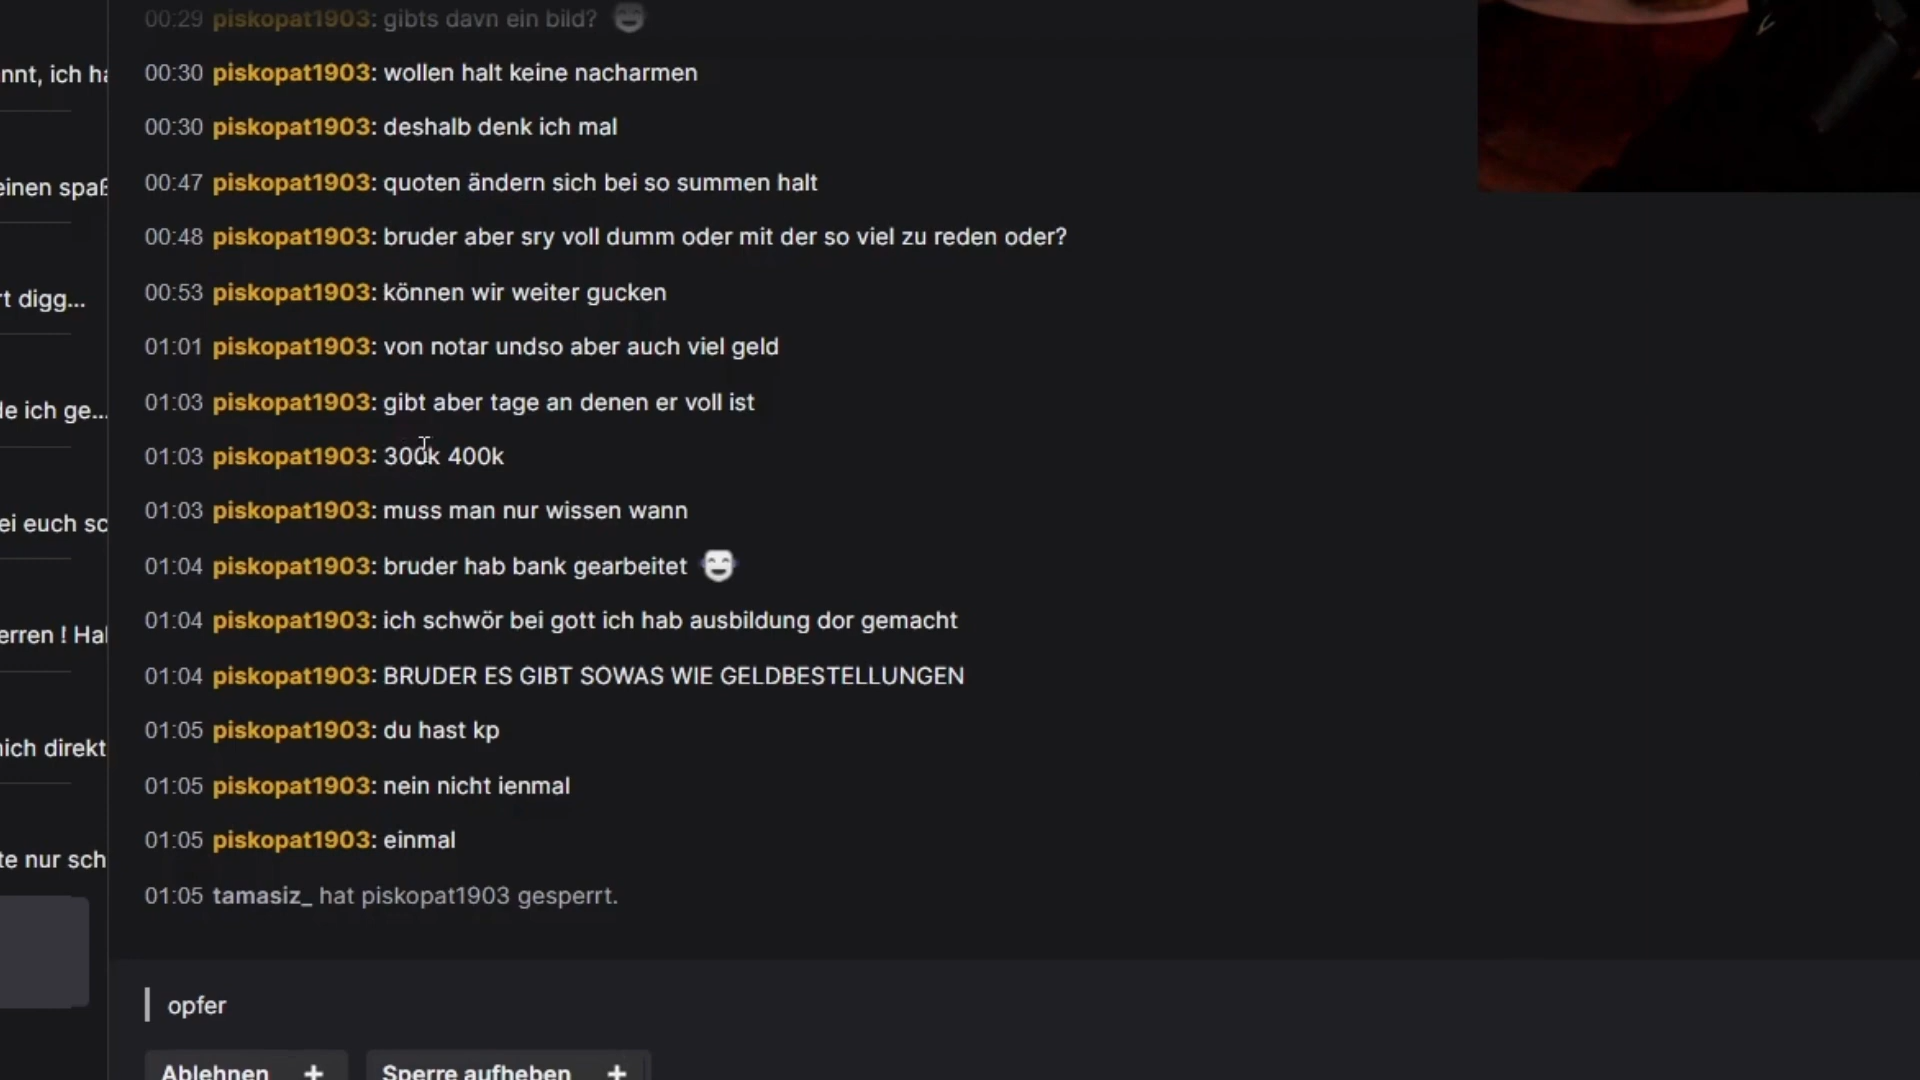 00:29 piskopat1903: gibts davn ein bild?
nnt, ich ha
00:30 piskopat1903: wollen halt keine nacharmen
00:30 piskopat1903: deshalb denk ich mal
einen spaß
00:47 piskopat1903: quoten ändern sich bei so summen halt
00:48 piskopat1903: bruder aber sry voll dumm oder mit der so viel zu reden oder?
rt digg...
00:53 piskopat1903: können wir weiter gucken
01:01 piskopat1903: von notar undso aber auch viel geld
de ich ge...
01:03 piskopat1903: gibt aber tage an denen er voll ist
01:03 piskopat1903: 300k 400k
ei euch sc
01:03 piskopat1903: muss man nur wissen wann
01:04 piskopat1903: bruder hab bank gearbeitet
erren ! Hal
01:04 piskopat1903: ich schwör bei gott ich hab ausbildung dor gemacht
01:04 piskopat1903: BRUDER ES GIBT SOWAS WIE GELDBESTELLUNGEN
nich direkt
01:05 piskopat1903: du hast kp
01:05 piskopat1903: nein nicht ienmal
te nur sch
01:05 piskopat1903: einmal
01:05 tamasiz_ hat piskopat1903 gesperrt.
opfer
Ablehnen +
Sperre aufheben +